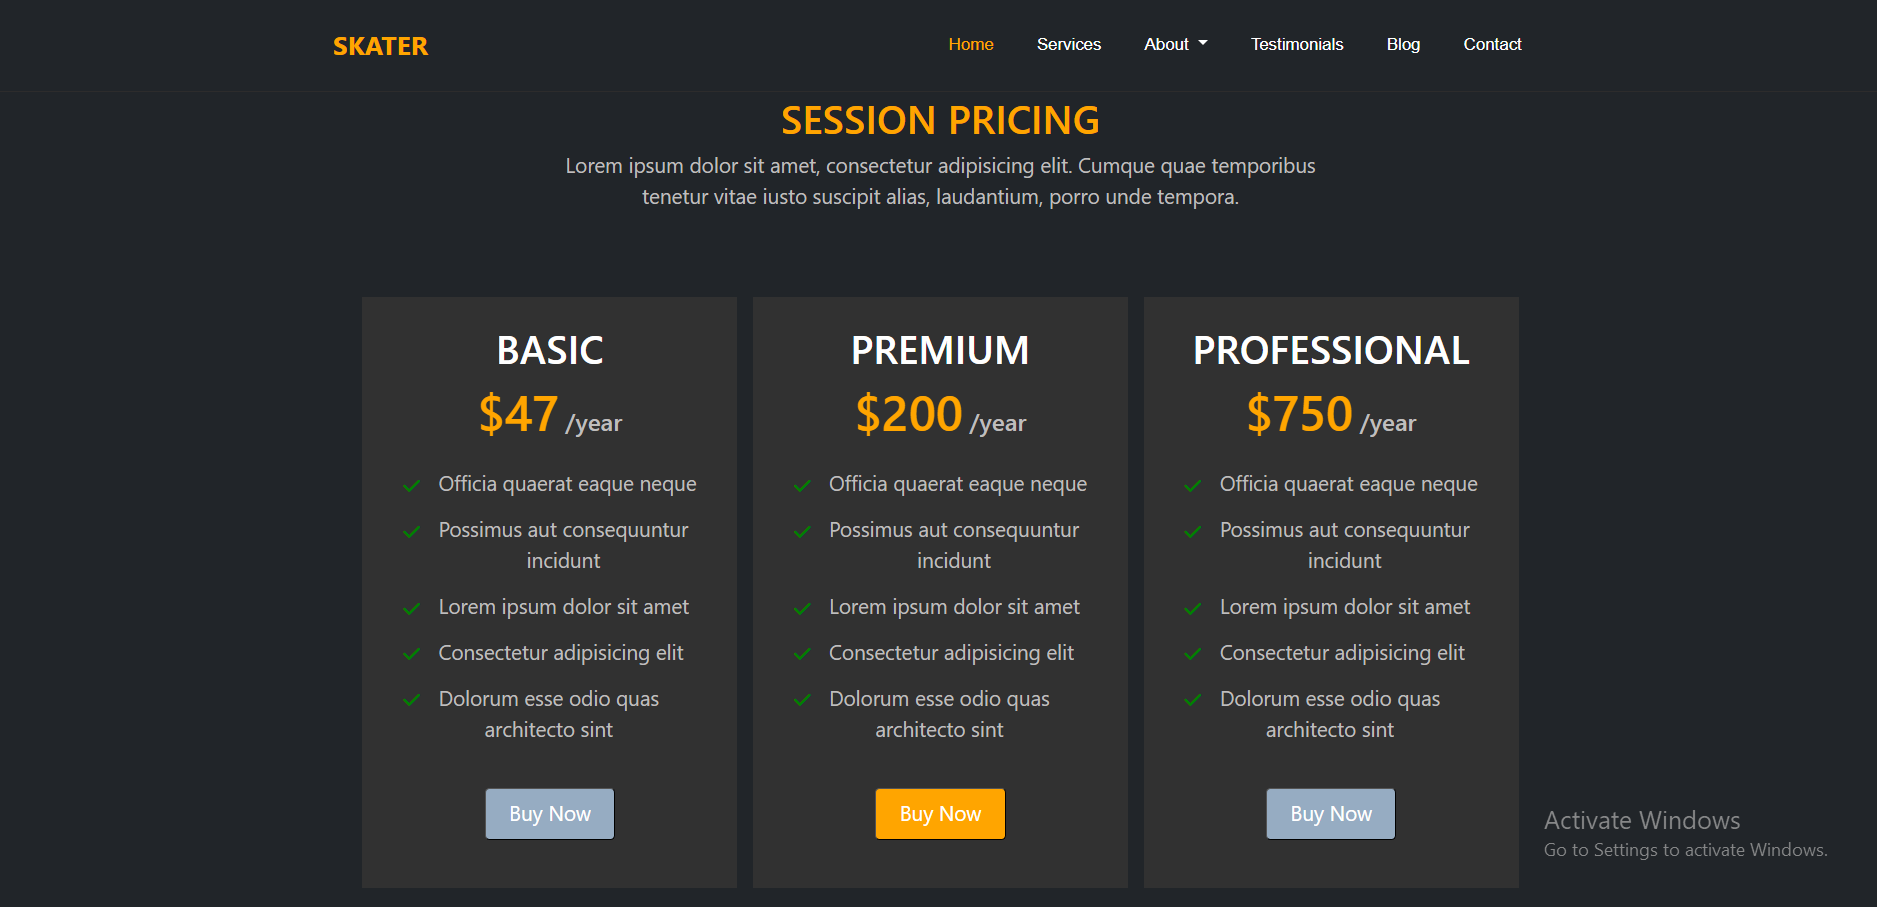 SKATER
Home Services About Testimonials Blog Contact
SESSION PRICING
Lorem ipsum dolor sit amet, consectetur adipisicing elit. Cumque quae temporibus
tenetur vitae iusto suscipit alias, laudantium, porro unde tempora.
BASIC
$47 /year
Officia quaerat eaque neque
Possimus aut consequuntur
incidunt
Lorem ipsum dolor sit amet
Consectetur adipisicing elit
Dolorum esse odio quas
architecto sint
Buy Now
PREMIUM
$200 /year
Officia quaerat eaque neque
Possimus aut consequuntur
incidunt
Lorem ipsum dolor sit amet
Consectetur adipisicing elit
Dolorum esse odio quas
architecto sint
Buy Now
PROFESSIONAL
$750 /year
Officia quaerat eaque neque
Possimus aut consequuntur
incidunt
Lorem ipsum dolor sit amet
Consectetur adipisicing elit
Dolorum esse odio quas
architecto sint
Buy Now
Activate Windows
Go to Settings to activate Windows.